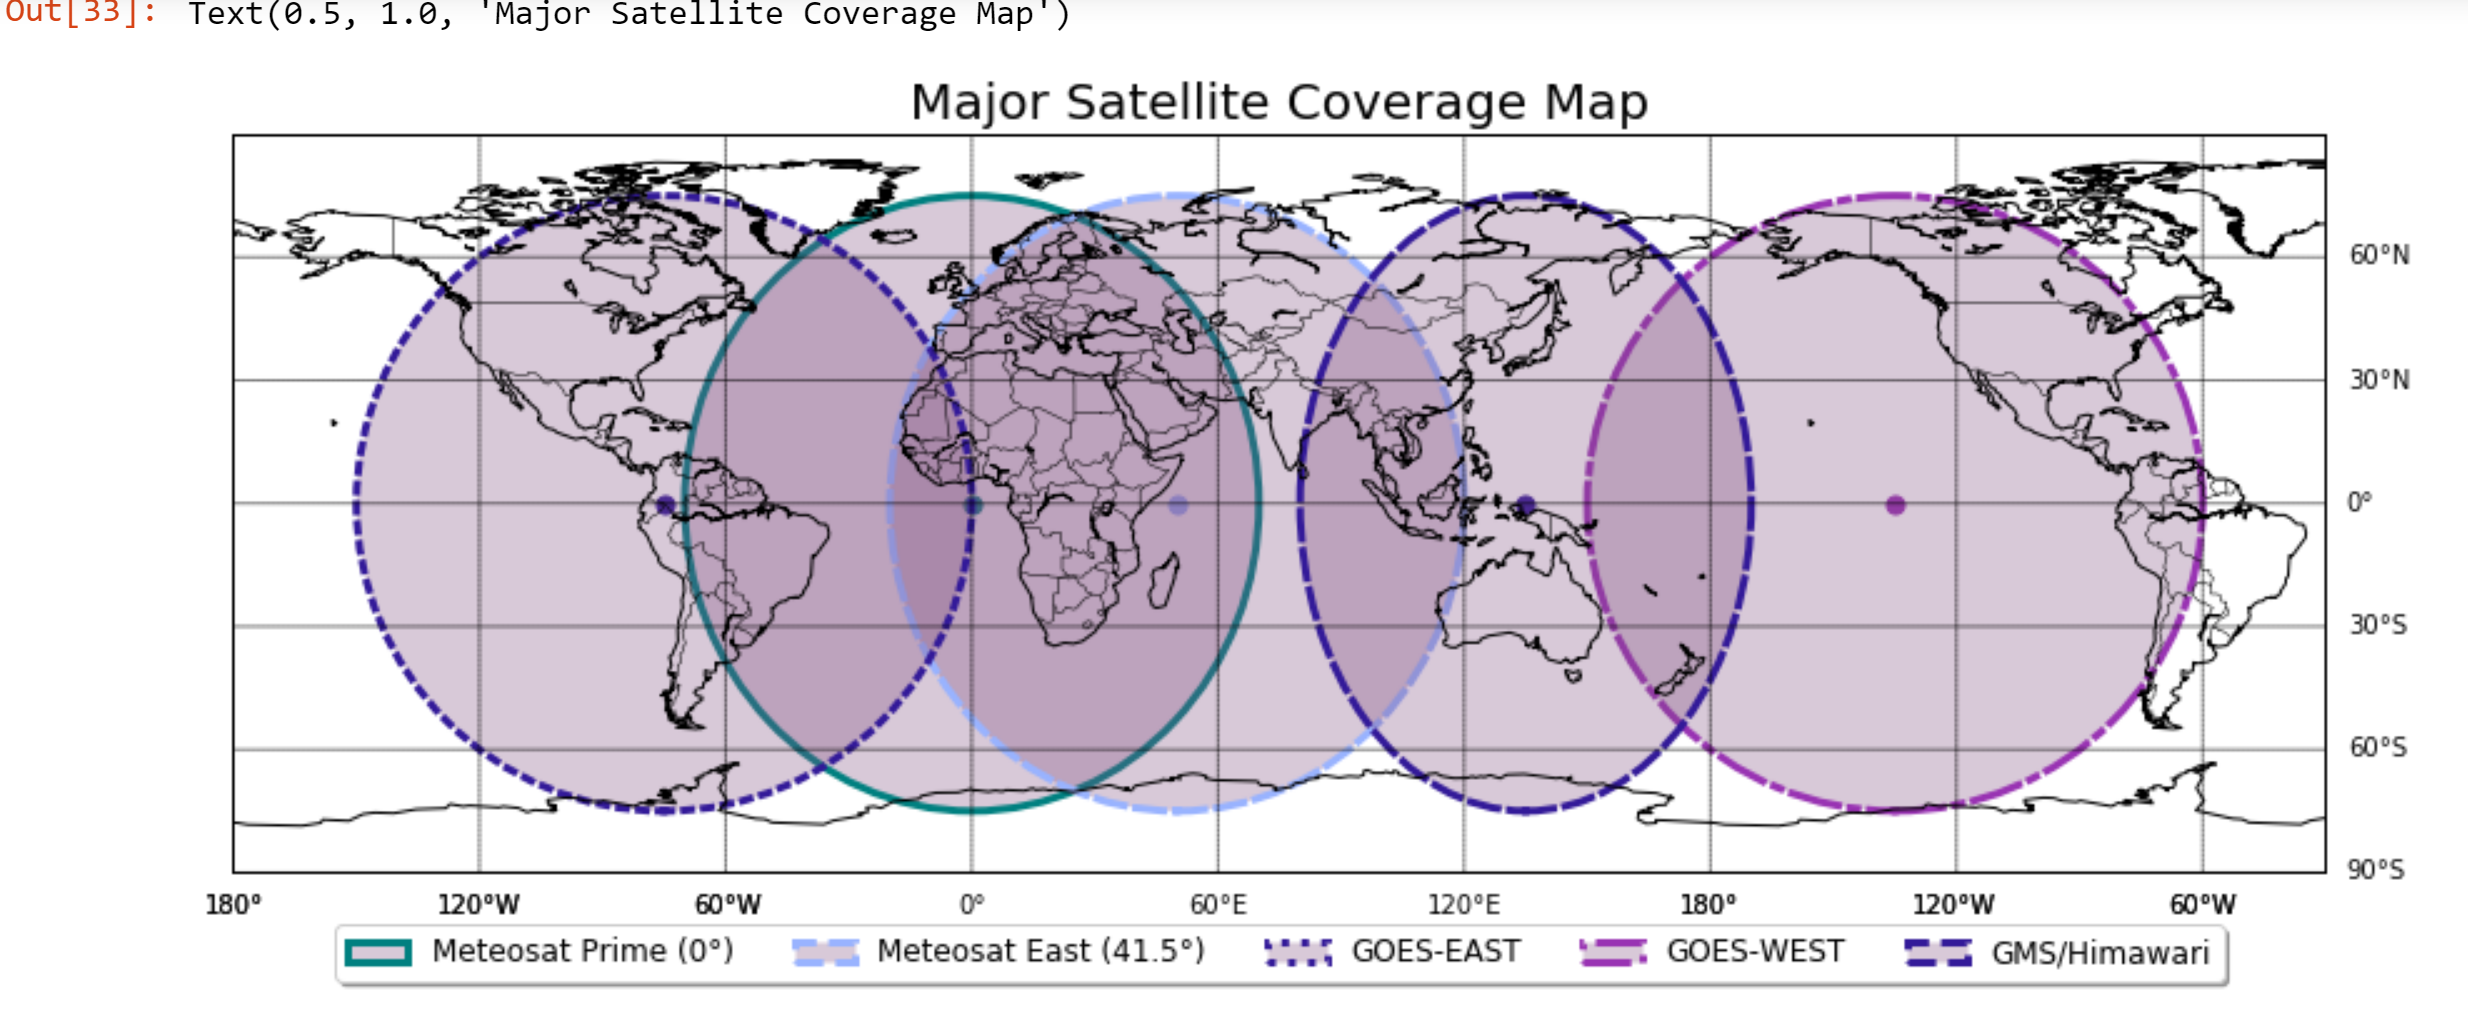 Out[33]: Text(0.5, 1.0, 'Major Satellite Coverage Map')
Major Satellite Coverage Map
60°N
30°N
0°
30°S
60°S
90°S
180° 120°W 60°W 0° 60°E 120°E 180° 120°W 60°W
Meteosat Prime (0°) Meteosat East (41.5°) GOES-EAST GOES-WEST GMS/Himawari